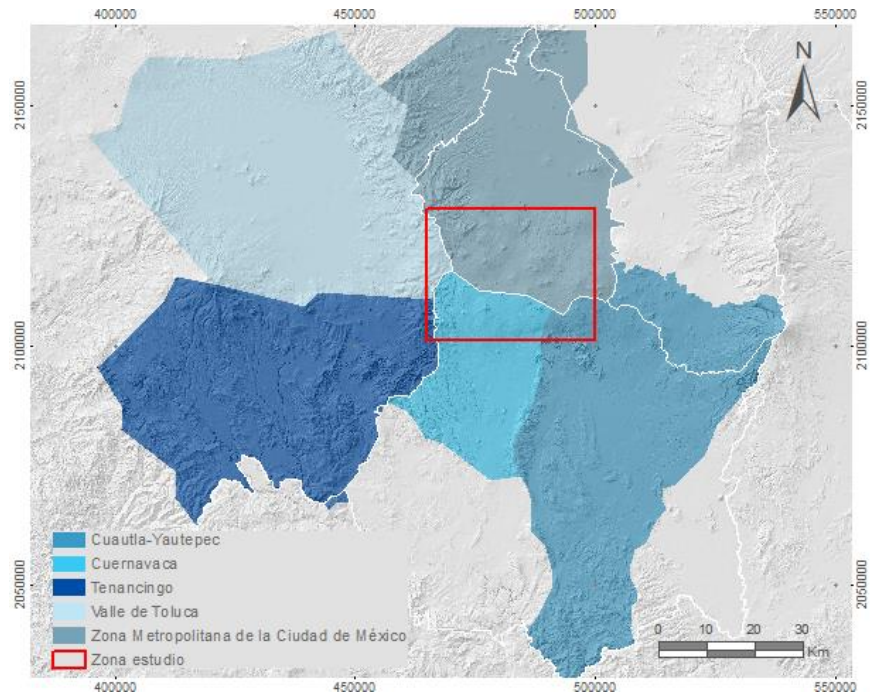 400000 450000 500000 550000
N
2150000 2150000
2100000 2100000
2050000 2050000
Cuautla-Yautepec
Cuernavaca
Tenancingo
Valle de Toluca
Zona Metropolitana de la Ciudad de México
Zona estudio
0 10 20 30
Km
400000 450000 500000 550000